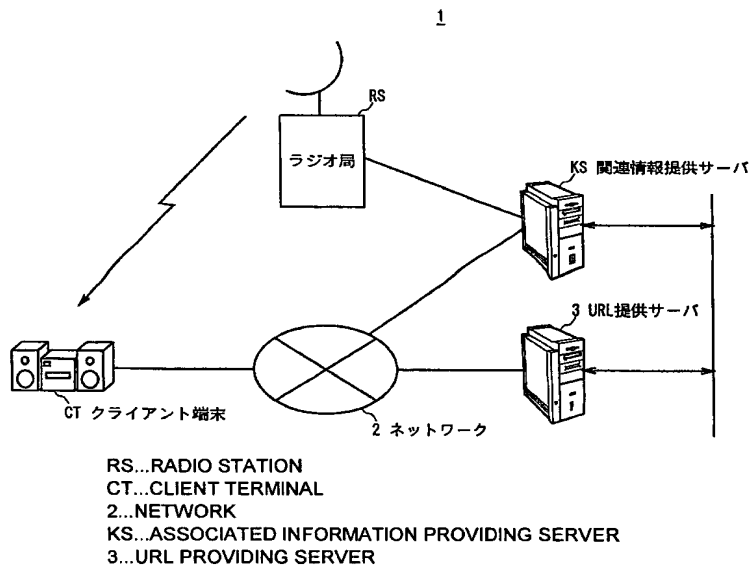 1
RS
ラジオ局
KS 関連情報提供サーバ
3 URL提供サーバ
CT クライアント端末
2 ネットワーク
RS...RADIO STATION
CT...CLIENT TERMINAL
2...NETWORK
KS...ASSOCIATED INFORMATION PROVIDING SERVER
3...URL PROVIDING SERVER